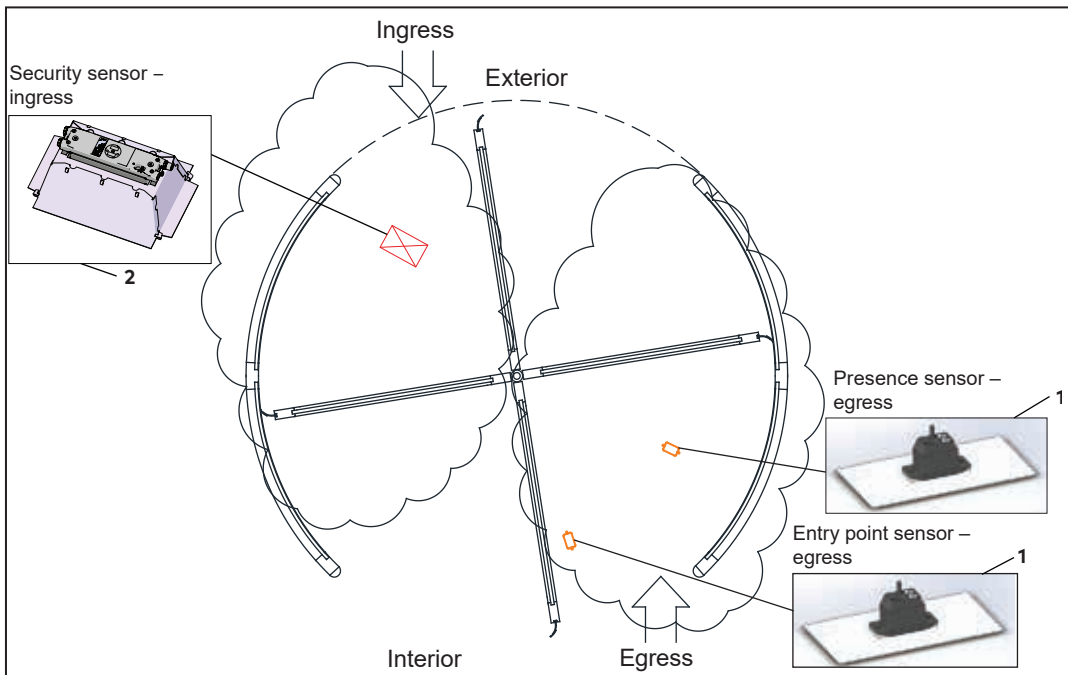 Ingress
Exterior
Security sensor –
ingress
2
Presence sensor –
egress
1
Entry point sensor –
egress
1
Interior
Egress